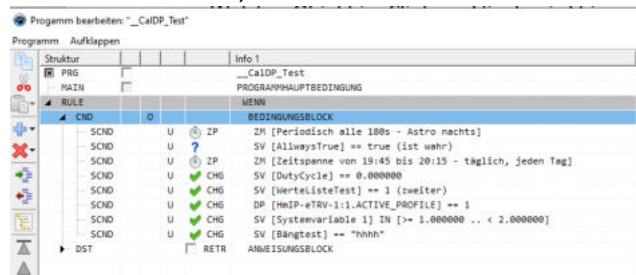 Progamm bearbeiten: "__CalDP_Test"
Programm Aufklappen
Struktur Info 1
PRG __CalDP_Test
MAIN PROGRAMMHAUPTBEDINGUNG
RULE WENN
CND O BEDINGUNGSBLOCK
SCND U ZP ZM [Periodisch alle 180s - Astro nachts]
SCND U ? SV [AllwaysTrue] == true (ist wahr)
SCND U ZP ZM [Zeitspanne von 19:45 bis 20:15 - täglich, jeden Tag]
SCND U CHG SV [DutyCycle] == 0.000000
SCND U CHG SV [WerteListeTest] == 1 (zweiter)
SCND U CHG DP [HmIP-eTRV-1:1.ACTIVE_PROFILE] == 1
SCND U CHG SV [Systemvariable 1] IN [>= 1.000000 .. < 2.000000]
SCND U CHG SV [Bängtest] == "hhhh"
DST RETR ANWEISUNGSBLOCK